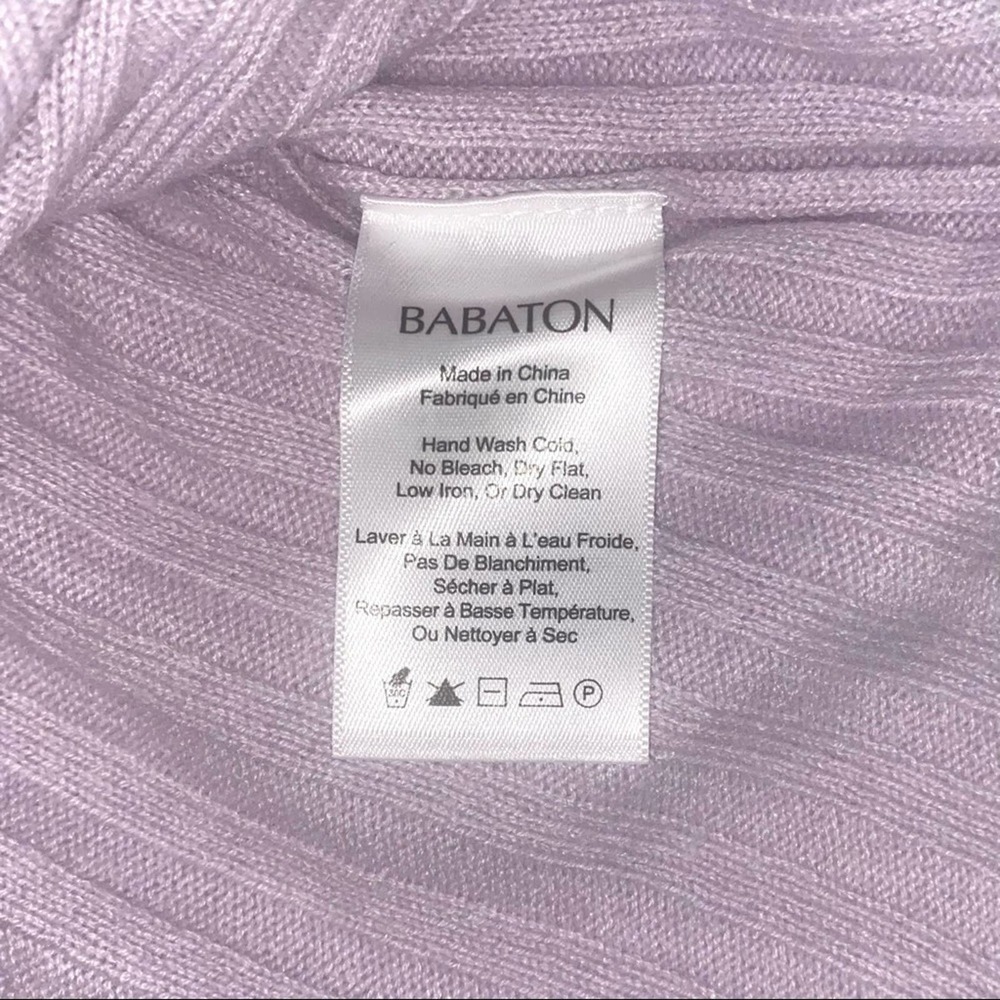 BABATON
Made in China
Fabriqué en Chine
Hand Wash Cold,
No Bleach, Dry Flat,
Low Iron, Or Dry Clean
Laver à La Main à L'eau Froide,
Pas De Blanchiment,
Sécher à Plat,
Repasser à Basse Température,
Ou Nettoyer à Sec
30C P